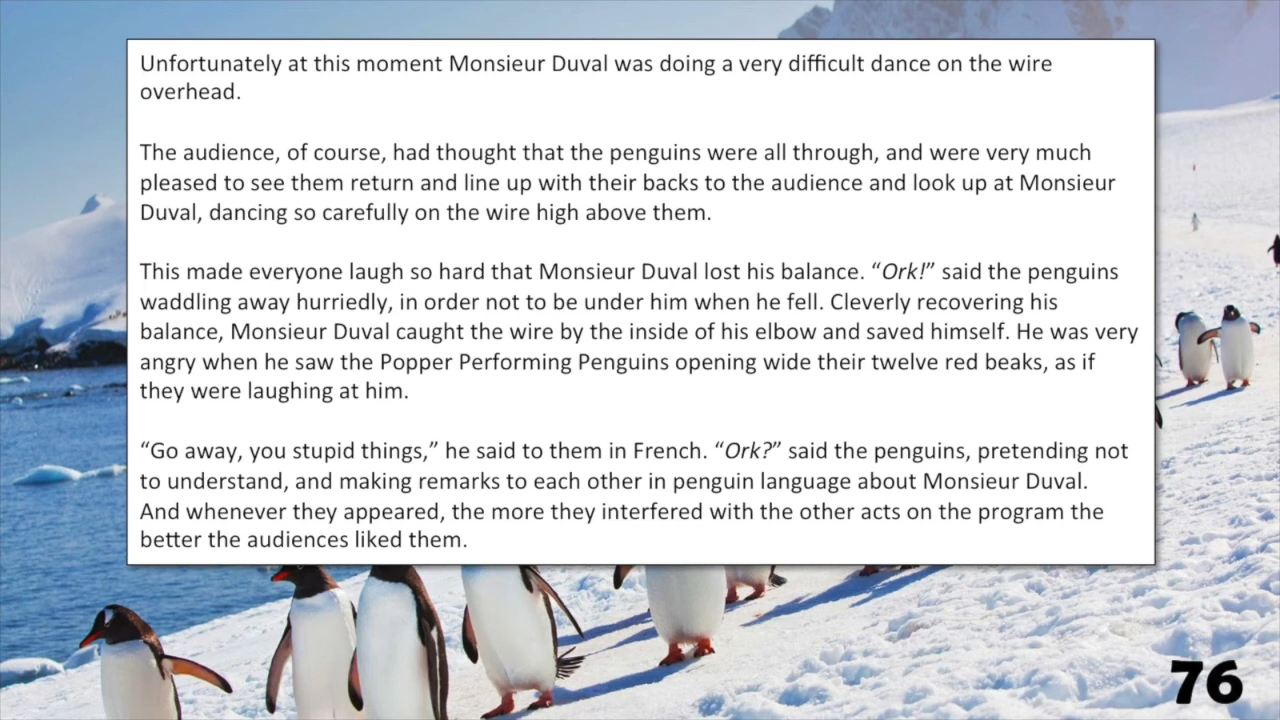 Unfortunately at this moment Monsieur Duval was doing a very difficult dance on the wire
overhead.
The audience, of course, had thought that the penguins were all through, and were very much
pleased to see them return and line up with their backs to the audience and look up at Monsieur
Duval, dancing so carefully on the wire high above them.
This made everyone laugh so hard that Monsieur Duval lost his balance. “Ork!” said the penguins
waddling away hurriedly, in order not to be under him when he fell. Cleverly recovering his
balance, Monsieur Duval caught the wire by the inside of his elbow and saved himself. He was very
angry when he saw the Popper Performing Penguins opening wide their twelve red beaks, as if
they were laughing at him.
“Go away, you stupid things,” he said to them in French. “Ork?” said the penguins, pretending not
to understand, and making remarks to each other in penguin language about Monsieur Duval.
And whenever they appeared, the more they interfered with the other acts on the program the
better the audiences liked them.
76